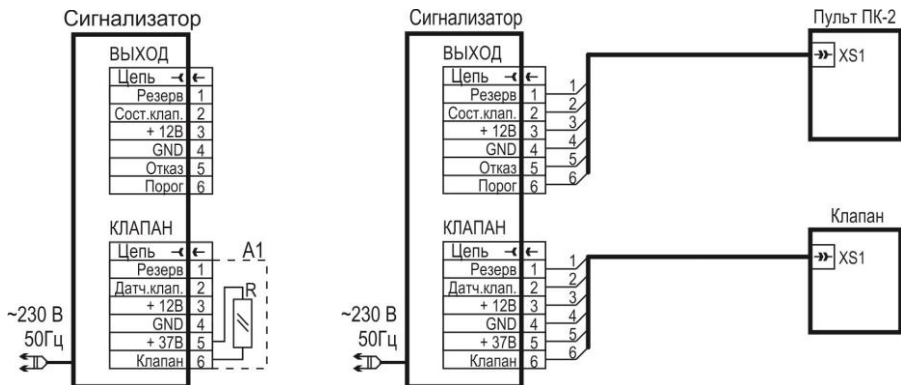 Сигнализатор
ВЫХОД
Цепь
Резерв 1
Сост.клап. 2
+ 12В 3
GND 4
Отказ 5
Порог 6
КЛАПАН
Цепь
A1
Резерв 1
Датч.клап. 2
R
+ 12В 3
GND 4
+ 37В 5
Клапан 6
~230 В
50Гц
Сигнализатор
ВЫХОД
Цепь
Резерв 1 1
Сост.клап. 2 2
+ 12В 3 3
GND 4 4
Отказ 5 5
Порог 6 6
КЛАПАН
Цепь
Резерв 1 1
Датч.клап. 2 2
+ 12В 3 3
GND 4 4
+ 37В 5 5
Клапан 6 6
~230 В
50Гц
Пульт ПК-2
XS1
Клапан
XS1